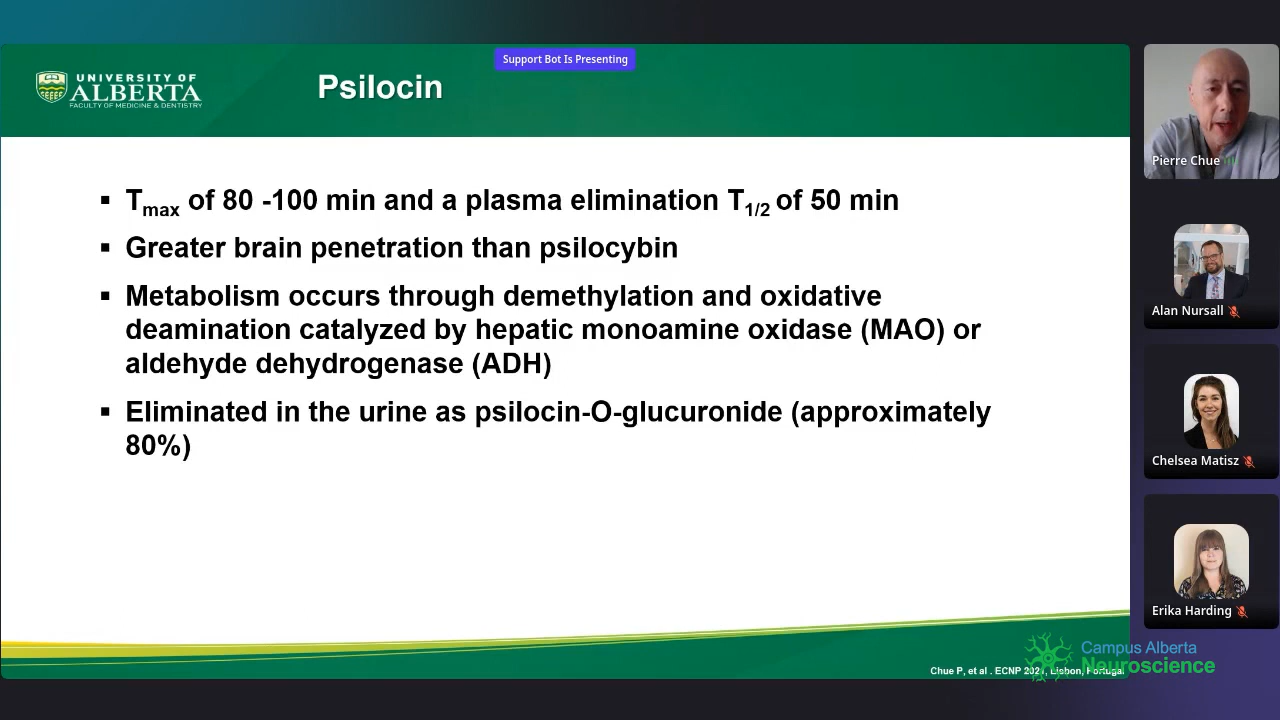 Support Bot Is Presenting
UNIVERSITY OF
ALBERTA
FACULTY OF MEDICINE & DENTISTRY
Psilocin
Tmax of 80 -100 min and a plasma elimination T1/2 of 50 min
Greater brain penetration than psilocybin
Metabolism occurs through demethylation and oxidative
deamination catalyzed by hepatic monoamine oxidase (MAO) or
aldehyde dehydrogenase (ADH)
Eliminated in the urine as psilocin-O-glucuronide (approximately
80%)
Chue P, et al . ECNP Lisbon, Portugal
Pierre Chue
Alan Nursall
Chelsea Matisz
Erika Harding
Campus Alberta
Neuroscience